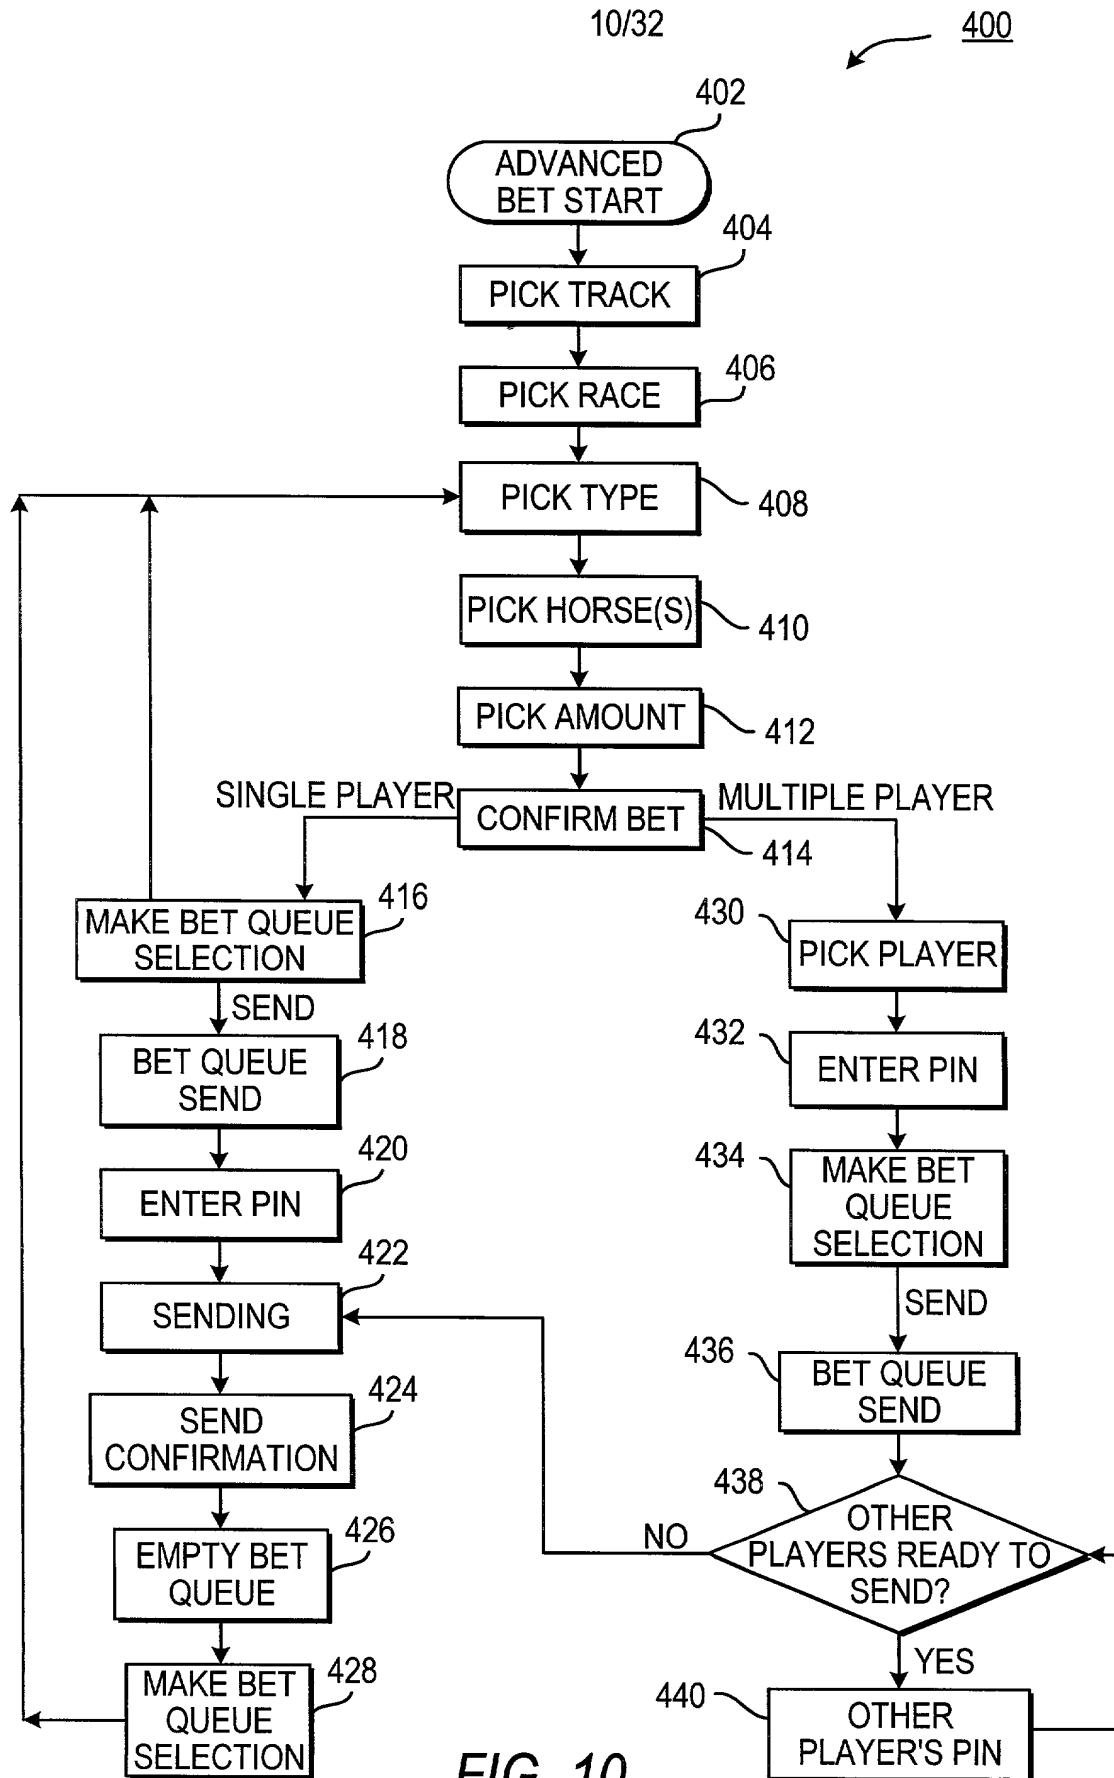 10/32
400
402
ADVANCED
BET START
404
PICK TRACK
406
PICK RACE
PICK TYPE
408
PICK HORSE(S)
410
PICK AMOUNT
412
SINGLE PLAYER
CONFIRM BET
MULTIPLE PLAYER
414
416
MAKE BET QUEUE
SELECTION
430
PICK PLAYER
SEND
418
BET QUEUE
SEND
432
ENTER PIN
420
ENTER PIN
434
MAKE BET
QUEUE
SELECTION
422
SENDING
SEND
436
BET QUEUE
SEND
424
SEND
CONFIRMATION
438
OTHER
PLAYERS READY TO
SEND?
NO
426
EMPTY BET
QUEUE
YES
428
MAKE BET
QUEUE
SELECTION
440
OTHER
PLAYER'S PIN
FIG. 10